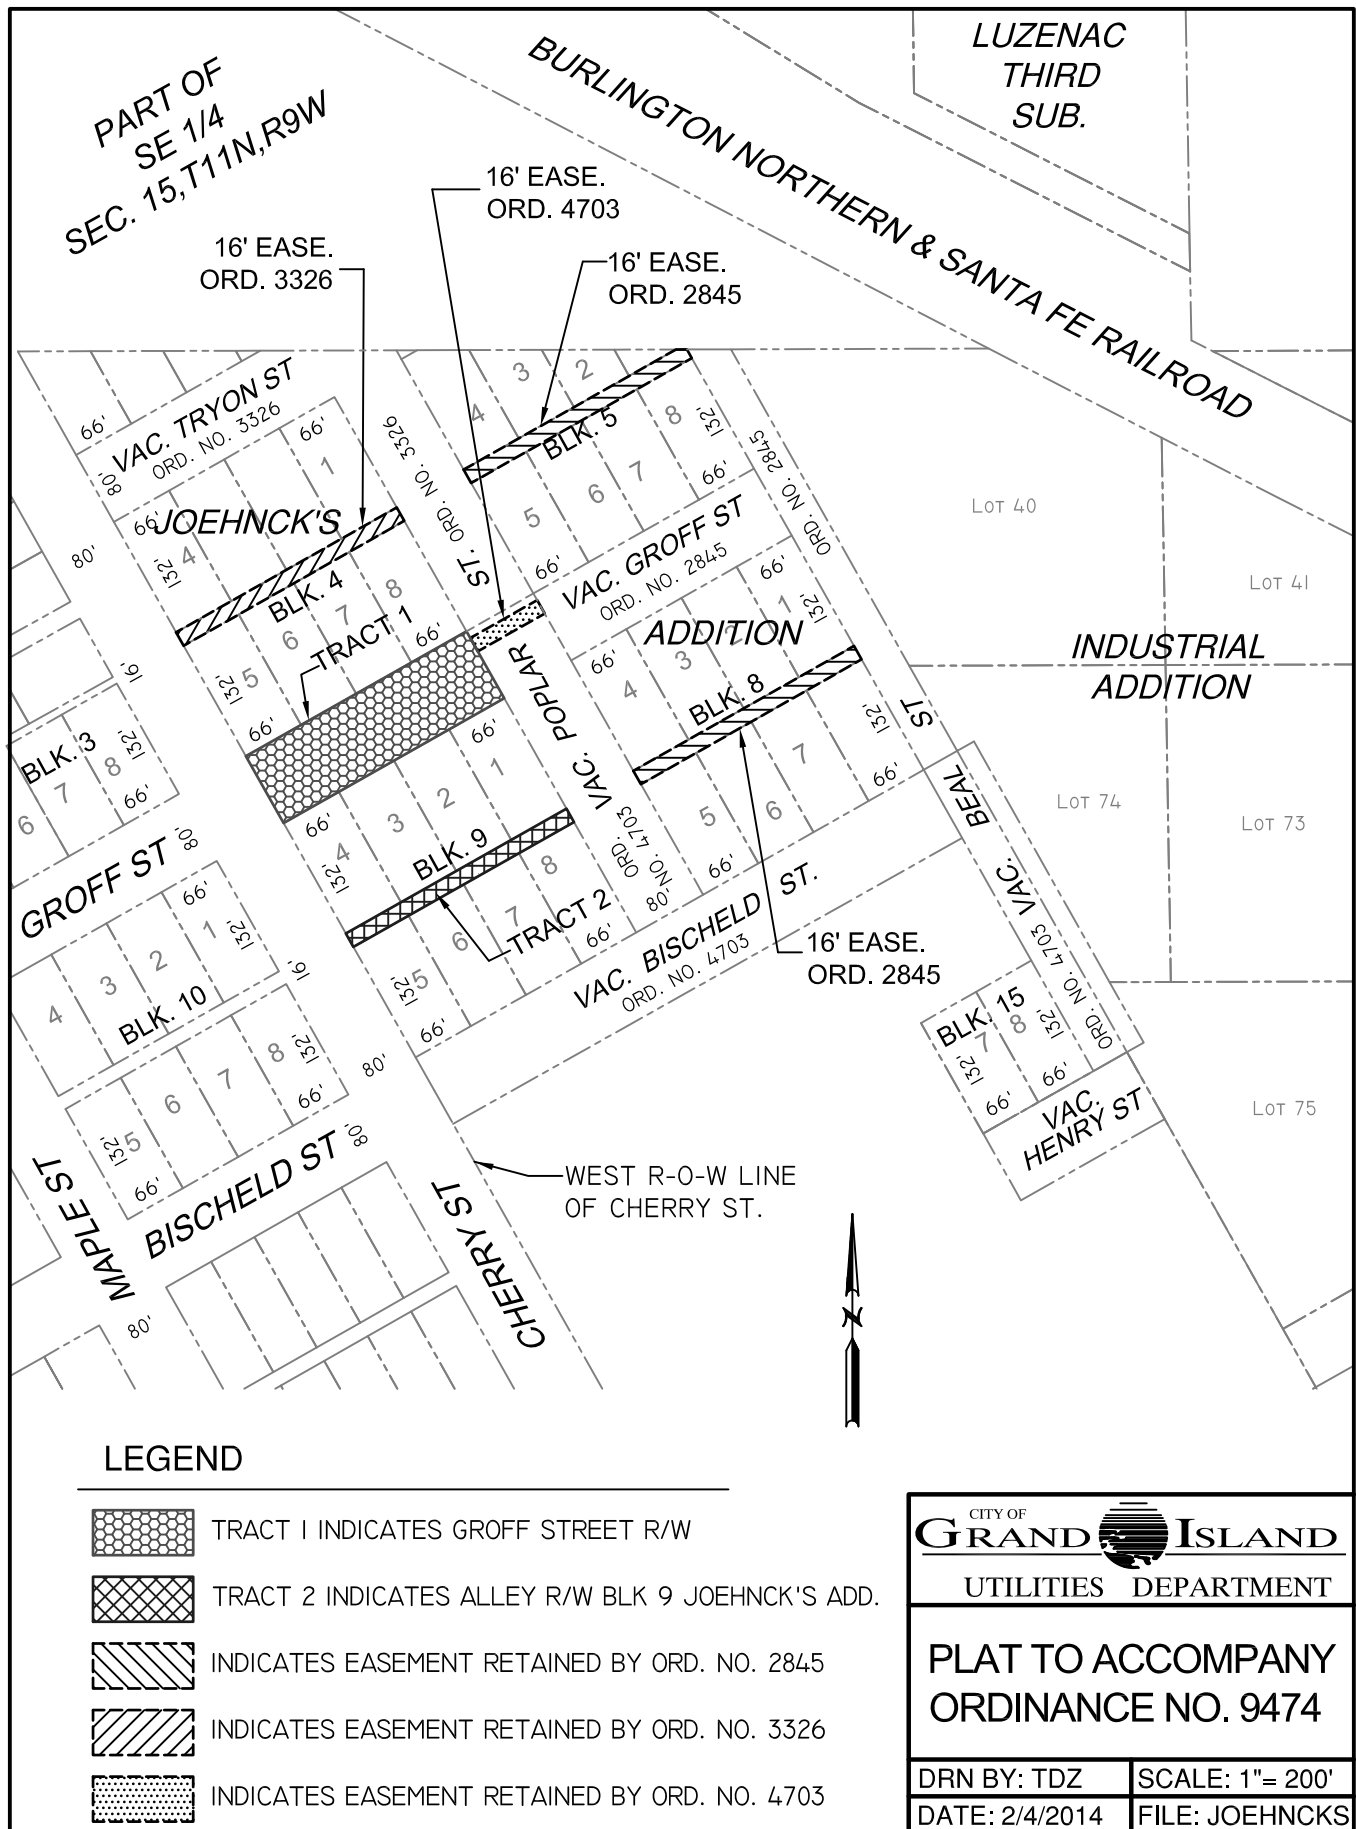 LUZENAC
THIRD
SUB.
BURLINGTON NORTHERN & SANTA FE RAILROAD
PART OF
SE 1/4
SEC. 15,T11N,R9W
16' EASE.
ORD. 4703
16' EASE.
ORD. 3326
16' EASE.
ORD. 2845
VAC. TRYON ST
ORD. NO. 3326
66'
80'
66'
1
66'
132'
4
JOEHNCK'S
BLK. 4
5
6
7
8
132'
66'
66'
TRACT 1
ST. ORD. NO. 3326
4
3
2
BLK. 5
5
6
7
8
132'
66'
66'
VAC. GROFF ST
ORD. NO. 2845
ORD. NO. 2845
ADDITION
66'
66'
132'
4
3
2
1
BLK. 8
5
6
7
132'
66'
66'
ST
BEAL
VAC.
ORD. NO. 4703
VAC. POPLAR
ORD. NO. 4703
80'
LOT 40
LOT 41
INDUSTRIAL
ADDITION
LOT 74
LOT 73
LOT 75
80'
16'
BLK. 3
6
7
8
132'
66'
GROFF ST
80'
66'
66'
132'
4
3
2
1
BLK. 9
5
6
7
8
132'
66'
66'
TRACT 2
VAC. BISCHELD ST.
ORD. NO. 4703
16' EASE.
ORD. 2845
4
3
2
1
66'
132'
BLK. 10
16'
5
6
7
8
132'
132'
66'
66'
80'
BISCHELD ST
80'
MAPLE ST
80'
CHERRY ST
WEST R-O-W LINE
OF CHERRY ST.
BLK. 15
7
8
132'
132'
66'
66'
VAC.
HENRY ST
N
LEGEND
TRACT 1 INDICATES GROFF STREET R/W
TRACT 2 INDICATES ALLEY R/W BLK 9 JOEHNCK'S ADD.
INDICATES EASEMENT RETAINED BY ORD. NO. 2845
INDICATES EASEMENT RETAINED BY ORD. NO. 3326
INDICATES EASEMENT RETAINED BY ORD. NO. 4703
CITY OF
GRAND ISLAND
UTILITIES DEPARTMENT
PLAT TO ACCOMPANY
ORDINANCE NO. 9474
DRN BY: TDZ
SCALE: 1"= 200'
DATE: 2/4/2014
FILE: JOEHNCKS